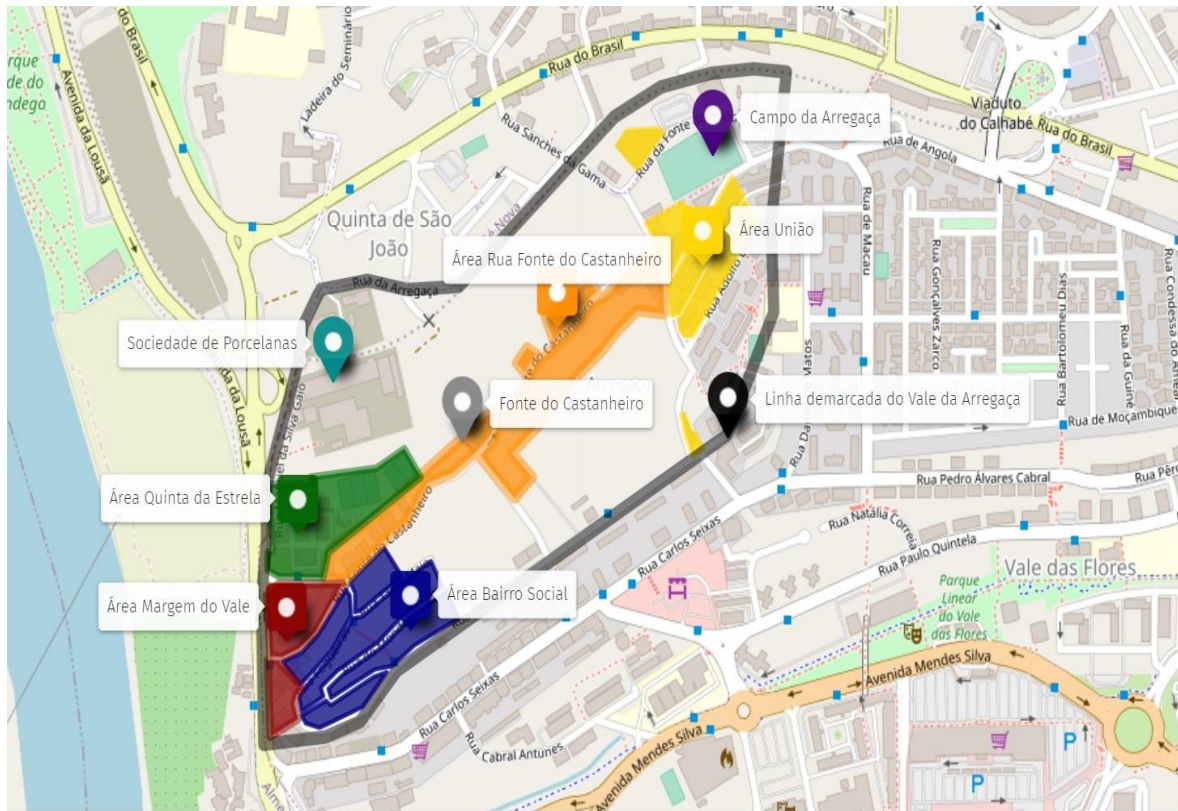 Parque
Avenida da Lousã
Ladeira do Seminário
Rua do Brasil
Rua Sanches da Gama
Rua da Fonte
Campo da Arregaça
Viaduto
do Calhabé
Rua do Brasil
Rua de Angola
Quinta de São
João
Rua de Macau
Rua Gonçalves Zarco
Rua Bartolomeu Dias
Rua da Guiné
Área União
Área Rua Fonte do Castanheiro
Rua da Arregaça
Sociedade de Porcelanas
Fonte do Castanheiro
Linha demarcada do Vale da Arregaça
Rua de Moçambique
Arregaça
Rua Pedro Álvares Cabral
Área Quinta da Estrela
Rua Natália Correia
Rua Carlos Seixas
Rua Paulo Quintela
Vale das Flores
Parque
Linear
do Vale
das Flores
Área Margem do Vale
Área Bairro Social
Avenida Mendes Silva
Rua Carlos Seixas
Rua Cabral Antunes
Avenida Mendes Silva
P
P